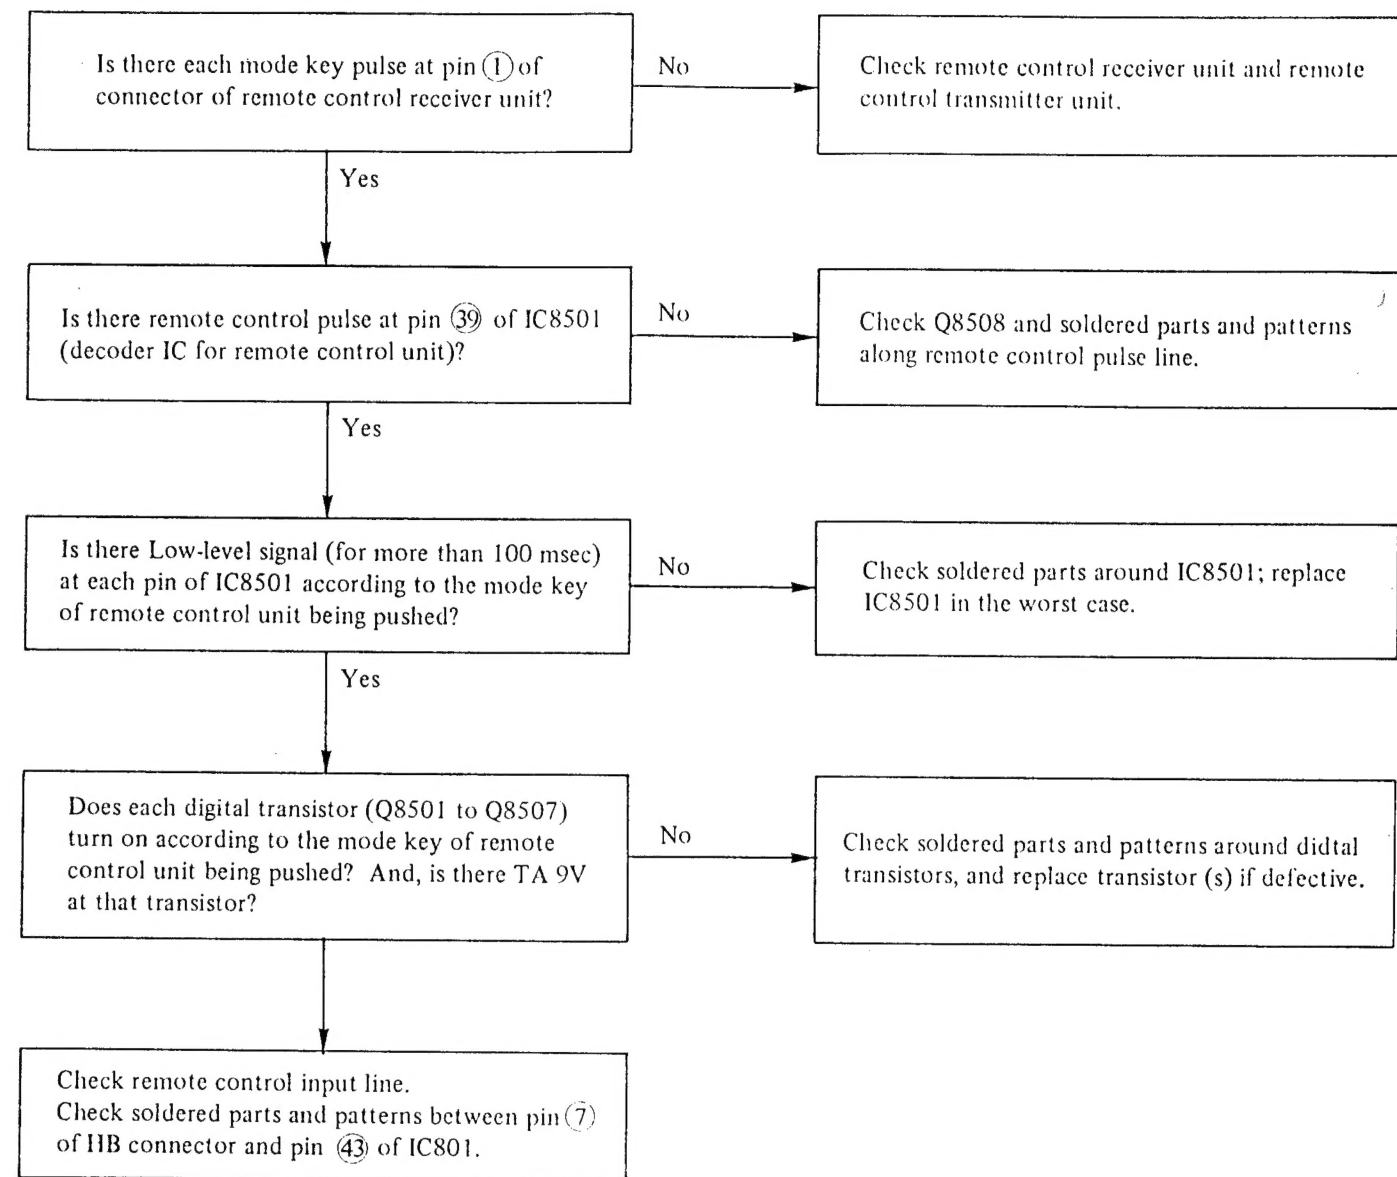 Is there each mode key pulse at pin ① of
connector of remote control receiver unit?
No
Check remote control receiver unit and remote
control transmitter unit.
Yes
Is there remote control pulse at pin ㊴ of IC8501
(decoder IC for remote control unit)?
No
Check Q8508 and soldered parts and patterns
along remote control pulse line.
Yes
Is there Low-level signal (for more than 100 msec)
at each pin of IC8501 according to the mode key
of remote control unit being pushed?
No
Check soldered parts around IC8501; replace
IC8501 in the worst case.
Yes
Does each digital transistor (Q8501 to Q8507)
turn on according to the mode key of remote
control unit being pushed? And, is there TA 9V
at that transistor?
No
Check soldered parts and patterns around didtal
transistors, and replace transistor (s) if defective.
Check remote control input line.
Check soldered parts and patterns between pin ⑦
of HB connector and pin ㊸ of IC801.